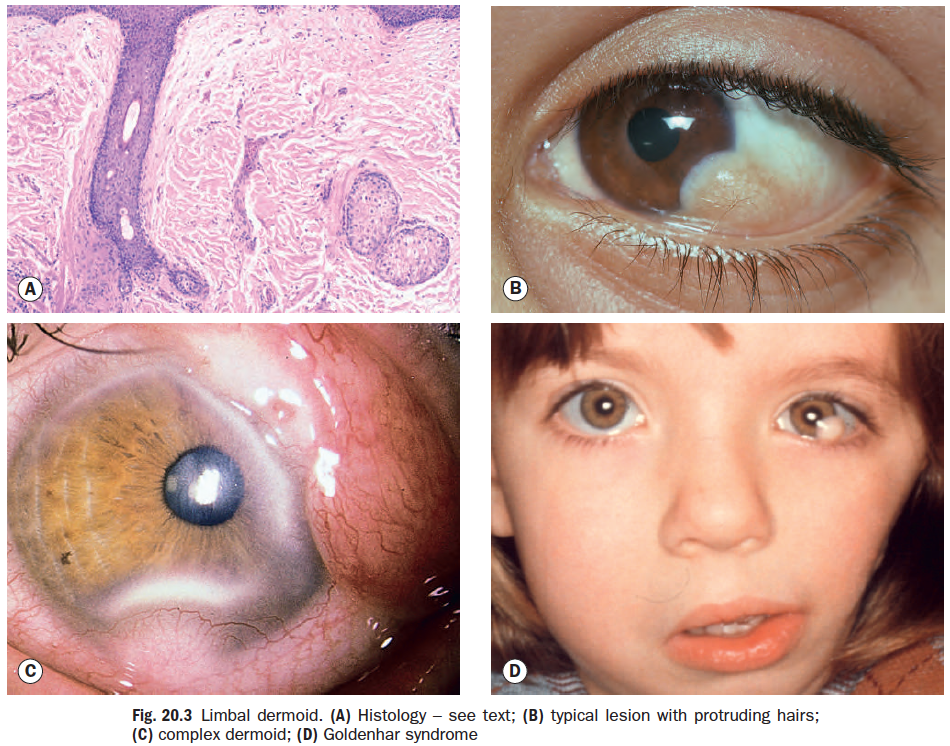 A
B
C
D
Fig. 20.3 Limbal dermoid. (A) Histology – see text; (B) typical lesion with protruding hairs;
(C) complex dermoid; (D) Goldenhar syndrome